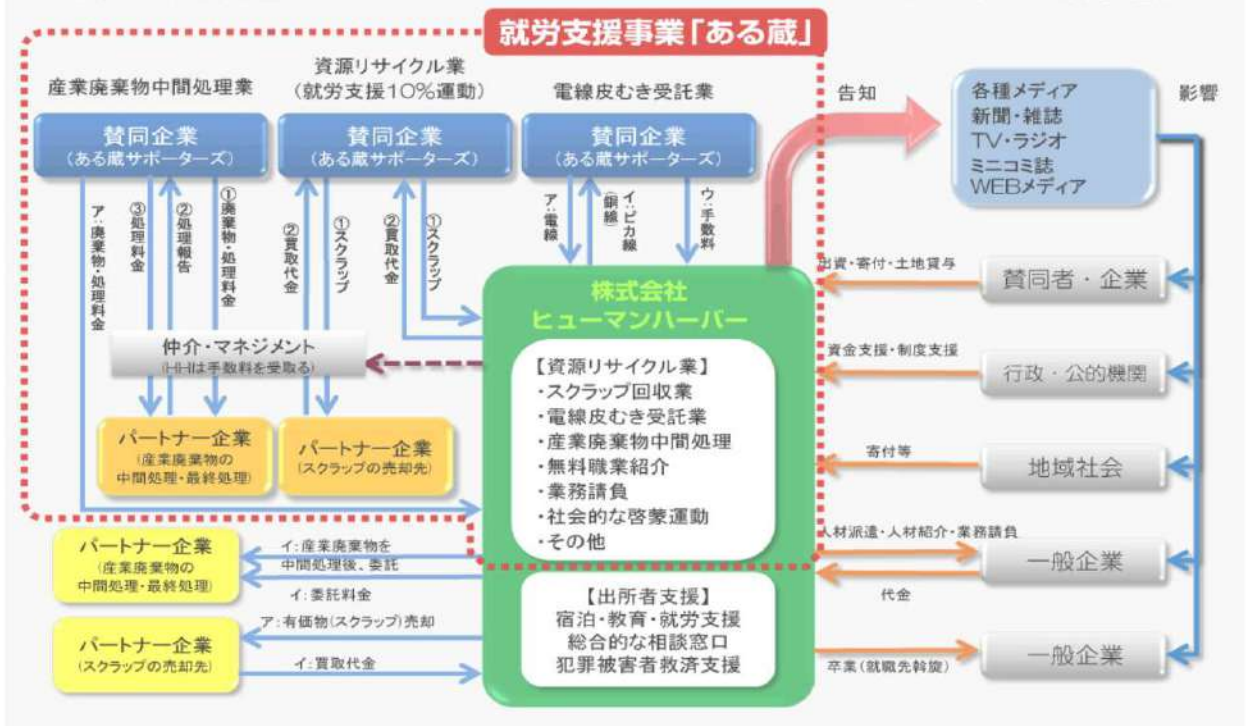 就労支援事業「ある蔵」
産業廃棄物中間処理業
資源リサイクル業
(就労支援10%運動)
電線皮むき受託業
告知
影響
賛同企業
(ある蔵サポーターズ)
賛同企業
(ある蔵サポーターズ)
賛同企業
(ある蔵サポーターズ)
各種メディア
新聞・雑誌
TV・ラジオ
ミニコミ誌
WEBメディア
ア:廃棄物・処理料金
③処理料金
②処理報告
①廃棄物・処理料金
②買取代金
①スクラップ
②買取代金
①スクラップ
ア:電線
イ:ピカ線
(銅線)
ウ:手数料
仲介・マネジメント
(HHIは手数料を受取る)
パートナー企業
(産業廃棄物の
中間処理・最終処理)
パートナー企業
(スクラップの売却先)
株式会社
ヒューマンハーバー
【資源リサイクル業】
・スクラップ回収業
・電線皮むき受託業
・産業廃棄物中間処理
・無料職業紹介
・業務請負
・社会的な啓蒙運動
・その他
【出所者支援】
宿泊・教育・就労支援
総合的な相談窓口
犯罪被害者救済支援
パートナー企業
(産業廃棄物の
中間処理・最終処理)
イ:産業廃棄物を
中間処理後、委託
イ:委託料金
パートナー企業
(スクラップの売却先)
ア:有価物(スクラップ)売却
イ:買取代金
出資・寄付・土地貸与
賛同者・企業
資金支援・制度支援
行政・公的機関
寄付等
地域社会
人材派遣・人材紹介・業務請負
一般企業
代金
卒業(就職先斡旋)
一般企業